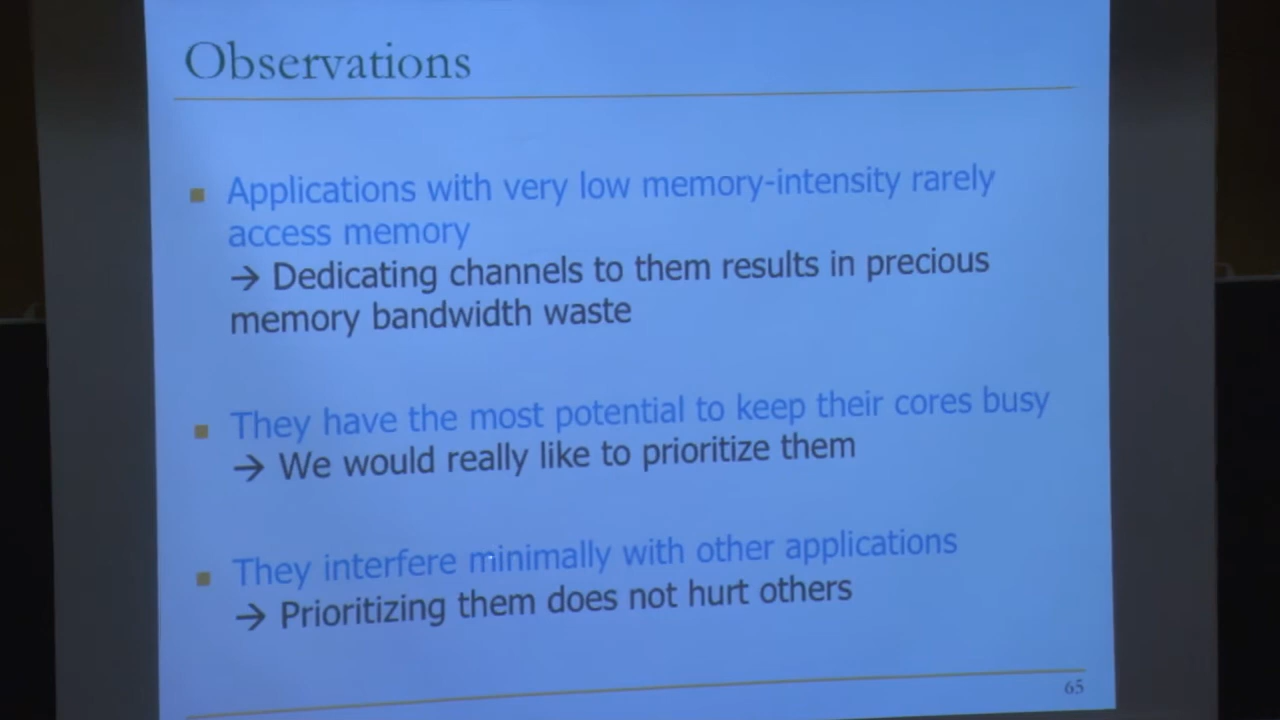 Observations
▪ Applications with very low memory-intensity rarely
access memory
→ Dedicating channels to them results in precious
memory bandwidth waste
▪ They have the most potential to keep their cores busy
→ We would really like to prioritize them
▪ They interfere minimally with other applications
→ Prioritizing them does not hurt others
65